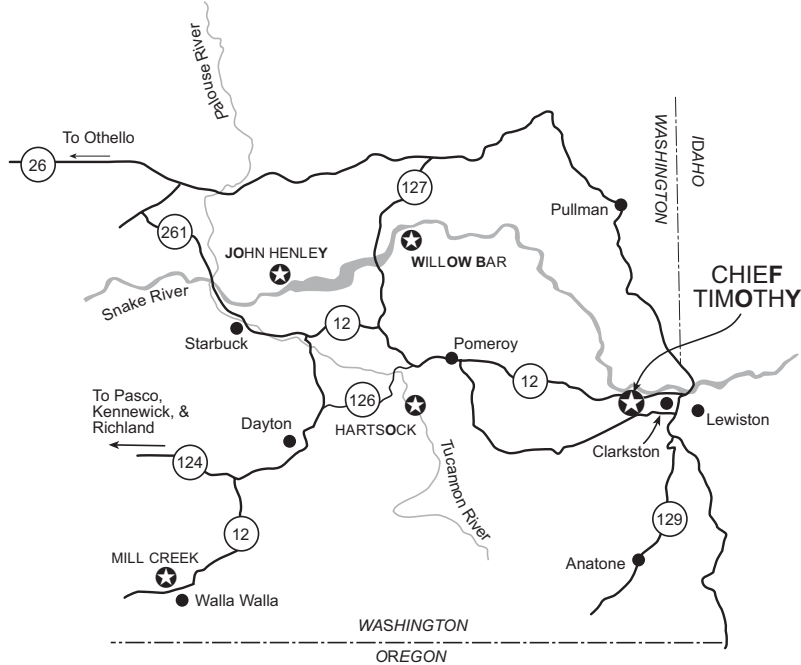 Palouse River
To Othello
26
127
WASHINGTON
IDAHO
Pullman
261
JOHN HENLEY
WILLOW BAR
CHIEF
TIMOTHY
Snake River
12
Starbuck
Pomeroy
12
To Pasco,
Kennewick, &
Richland
126
Dayton
HARTSOCK
Lewiston
Clarkston
124
Tucannon River
12
129
MILL CREEK
Anatone
Walla Walla
WASHINGTON
OREGON